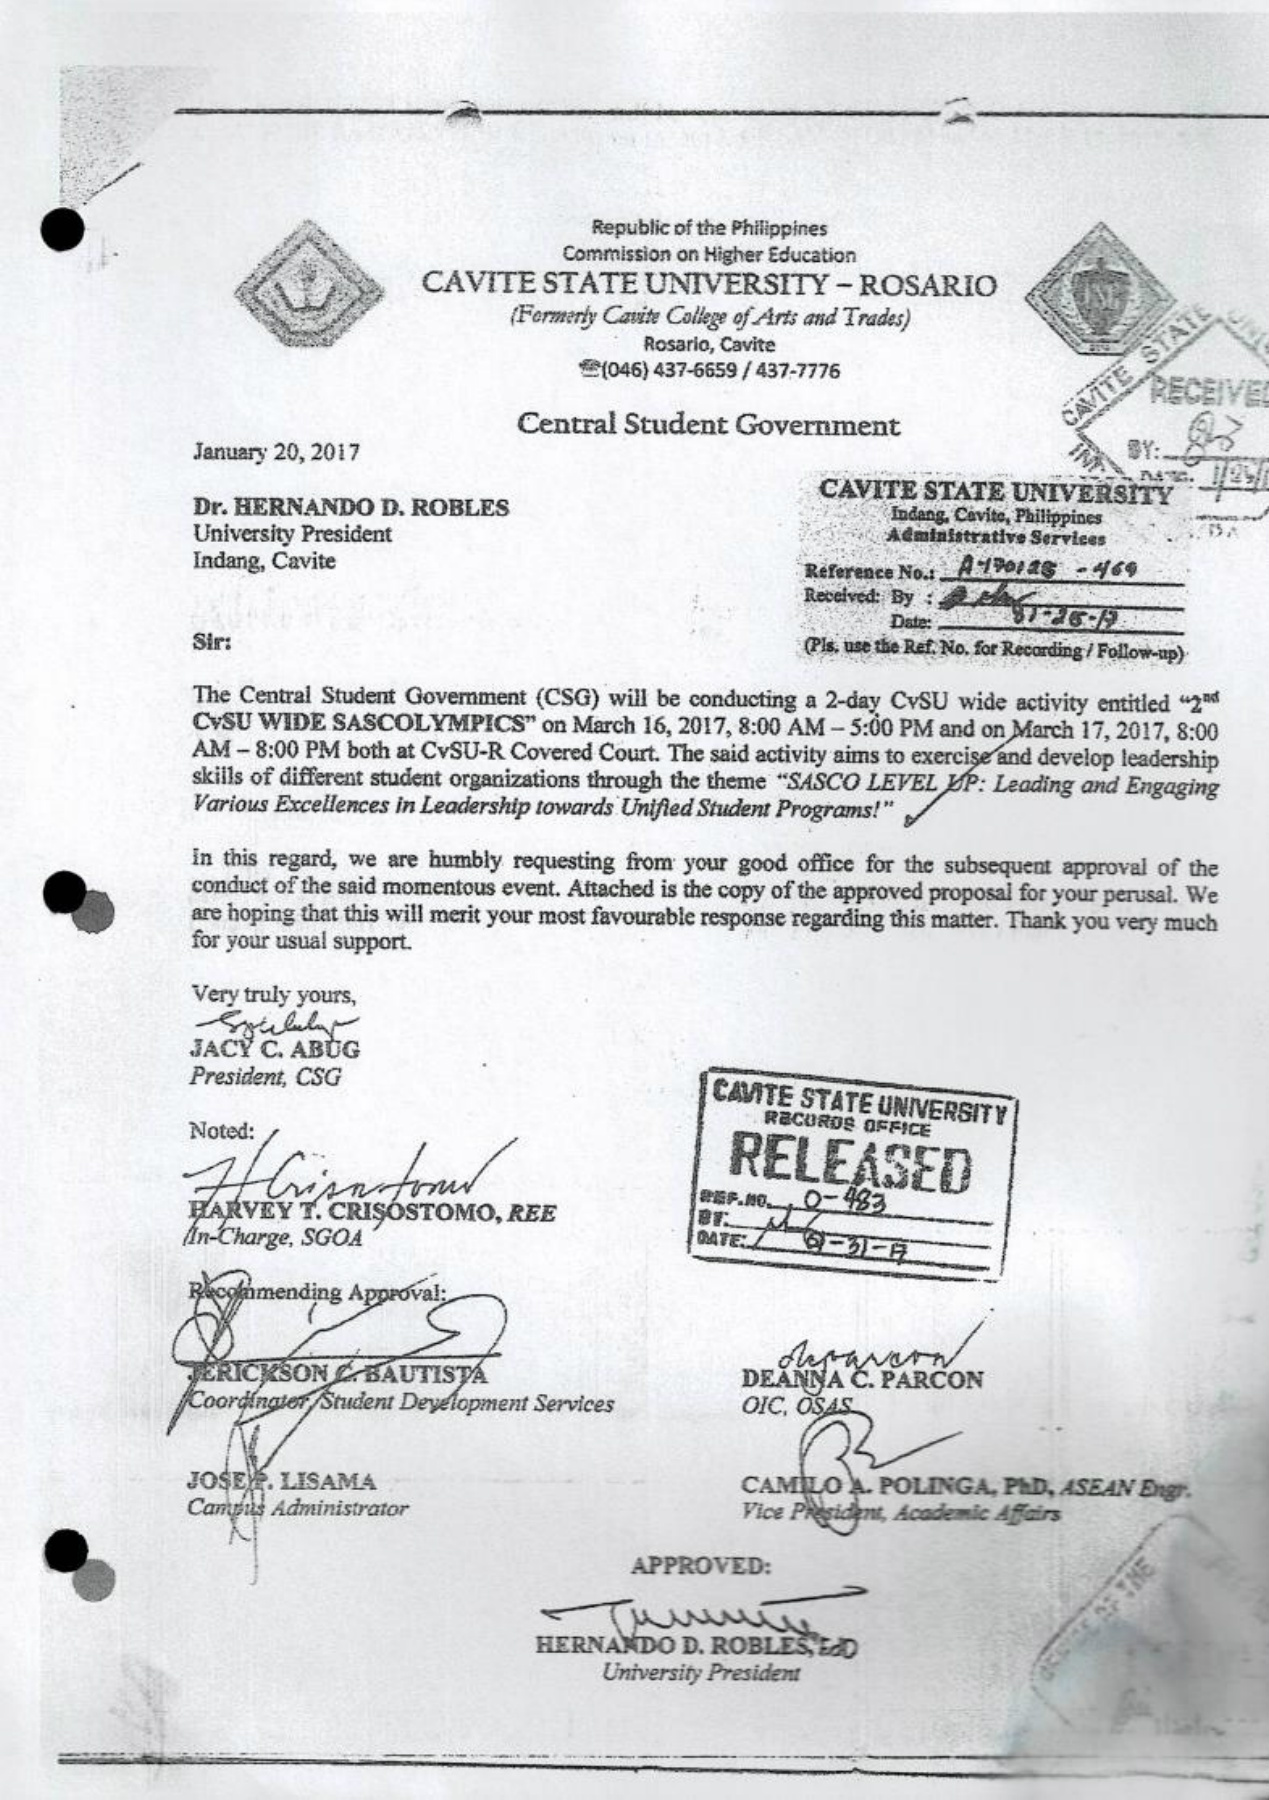 Republic of the Philippines
Commission on Higher Education
CAVITE STATE UNIVERSITY – ROSARIO
(Formerly Cavite College of Arts and Trades)
Rosario, Cavite
☎(046) 437-6659 / 437-7776
CAVITE STATE
RECEIVED
BY:
Central Student Government
January 20, 2017
Dr. HERNANDO D. ROBLES
University President
Indang, Cavite
CAVITE STATE UNIVERSITY
Indang, Cavite, Philippines
Administrative Services
Reference No.: A-170125 - 469
Received: By :
Date: 01-25-17
(Pls. use the Ref. No. for Recording / Follow-up)
Sir:
The Central Student Government (CSG) will be conducting a 2-day CvSU wide activity entitled “2nd
CvSU WIDE SASCOLYMPICS” on March 16, 2017, 8:00 AM – 5:00 PM and on March 17, 2017, 8:00
AM – 8:00 PM both at CvSU-R Covered Court. The said activity aims to exercise and develop leadership
skills of different student organizations through the theme “SASCO LEVEL UP: Leading and Engaging
Various Excellences in Leadership towards Unified Student Programs!”
In this regard, we are humbly requesting from your good office for the subsequent approval of the
conduct of the said momentous event. Attached is the copy of the approved proposal for your perusal. We
are hoping that this will merit your most favourable response regarding this matter. Thank you very much
for your usual support.
Very truly yours,
JACY C. ABUG
President, CSG
Noted:
HCrisostomo
HARVEY T. CRISOSTOMO, REE
In-Charge, SGOA
CAVITE STATE UNIVERSITY
RECORDS OFFICE
RELEASED
REF.NO. O-483
BY:
DATE: 01-31-17
Recommending Approval:
JERICKSON C. BAUTISTA
Coordinator, Student Development Services
dcparcon
DEANNA C. PARCON
OIC, OSAS
JOSE P. LISAMA
Campus Administrator
CAMILO A. POLINGA, PhD, ASEAN Engr.
Vice President, Academic Affairs
APPROVED:
HERNANDO D. ROBLES, EdD
University President
OFFICE OF THE